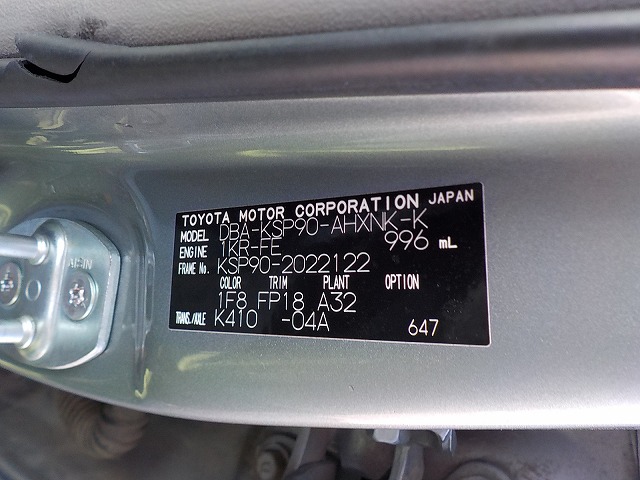 TOYOTA MOTOR CORPORATION JAPAN
MODEL DBA-KSP90-AHXNK-K
ENGINE 1KR-FE 996 mL
FRAME No. KSP90-2022122
COLOR TRIM PLANT OPTION
1F8 FP18 A32
TRANS./AXLE K410 -04A
647
AISIN